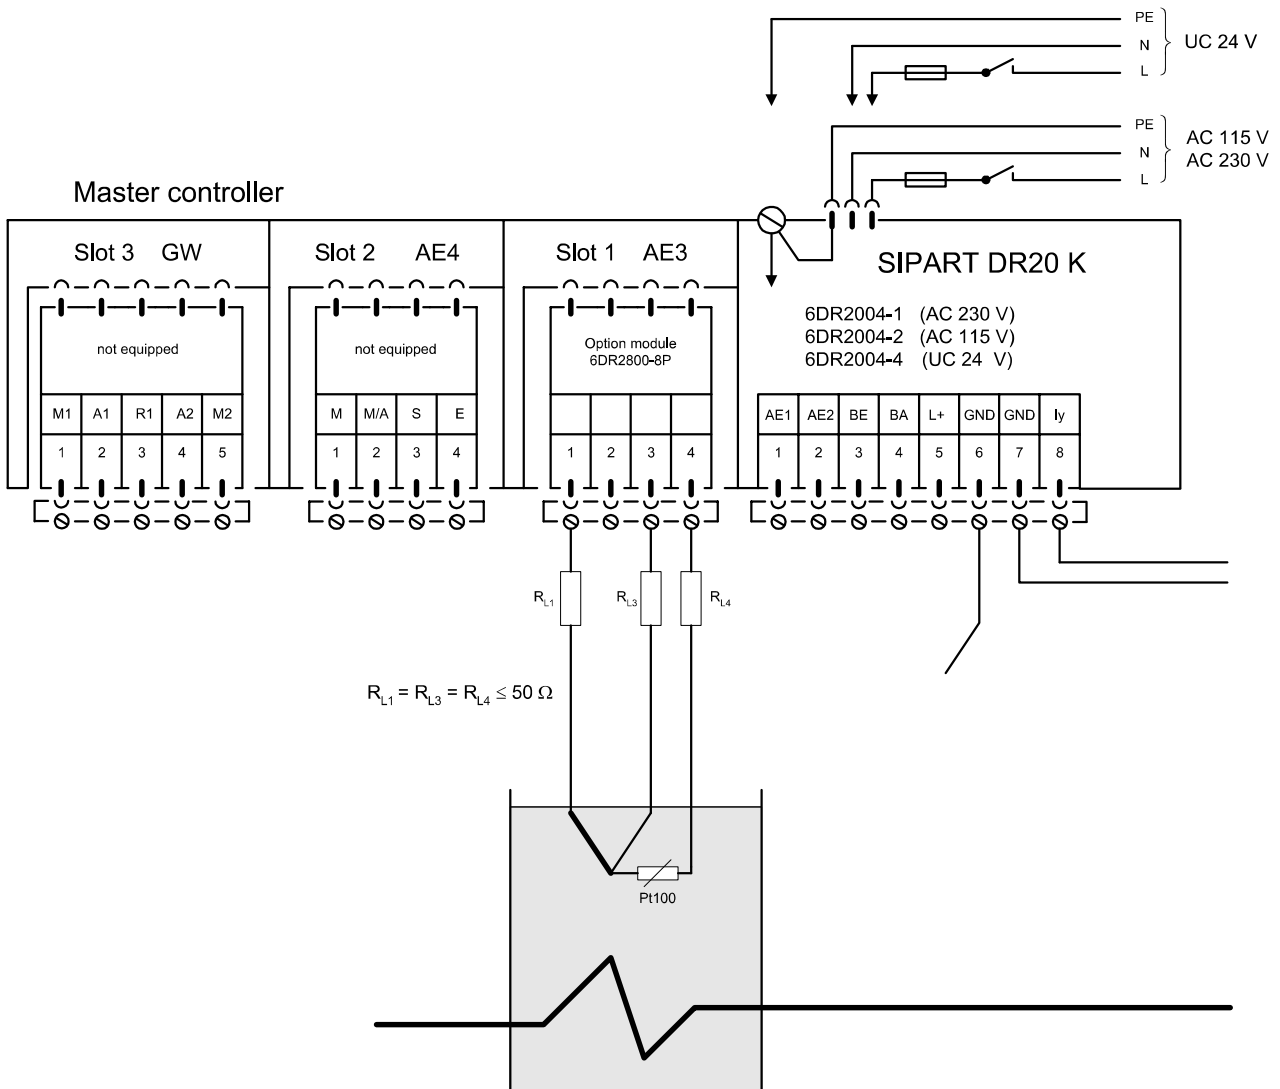 PE
N
L
UC 24 V
PE
N
L
AC 115 V
AC 230 V
Master controller
Slot 3 GW
Slot 2 AE4
Slot 1 AE3
SIPART DR20 K
6DR2004-1 (AC 230 V)
6DR2004-2 (AC 115 V)
6DR2004-4 (UC 24 V)
not equipped
not equipped
Option module
6DR2800-8P
M1 A1 R1 A2 M2
1 2 3 4 5
M M/A S E
1 2 3 4
1 2 3 4
AE1 AE2 BE BA L+ GND GND Iy
1 2 3 4 5 6 7 8
RL1
RL3
RL4
RL1 = RL3 = RL4 ≤ 50 Ω
Pt100